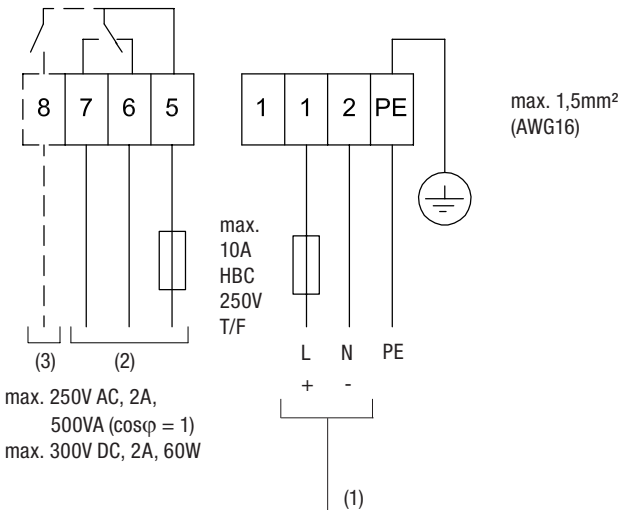 8 7 6 5
1 1 2 PE
max. 1,5mm²
(AWG16)
max.
10A
HBC
250V
T/F
L N PE
+ -
(3) (2)
max. 250V AC, 2A,
500VA (cosφ = 1)
max. 300V DC, 2A, 60W
(1)